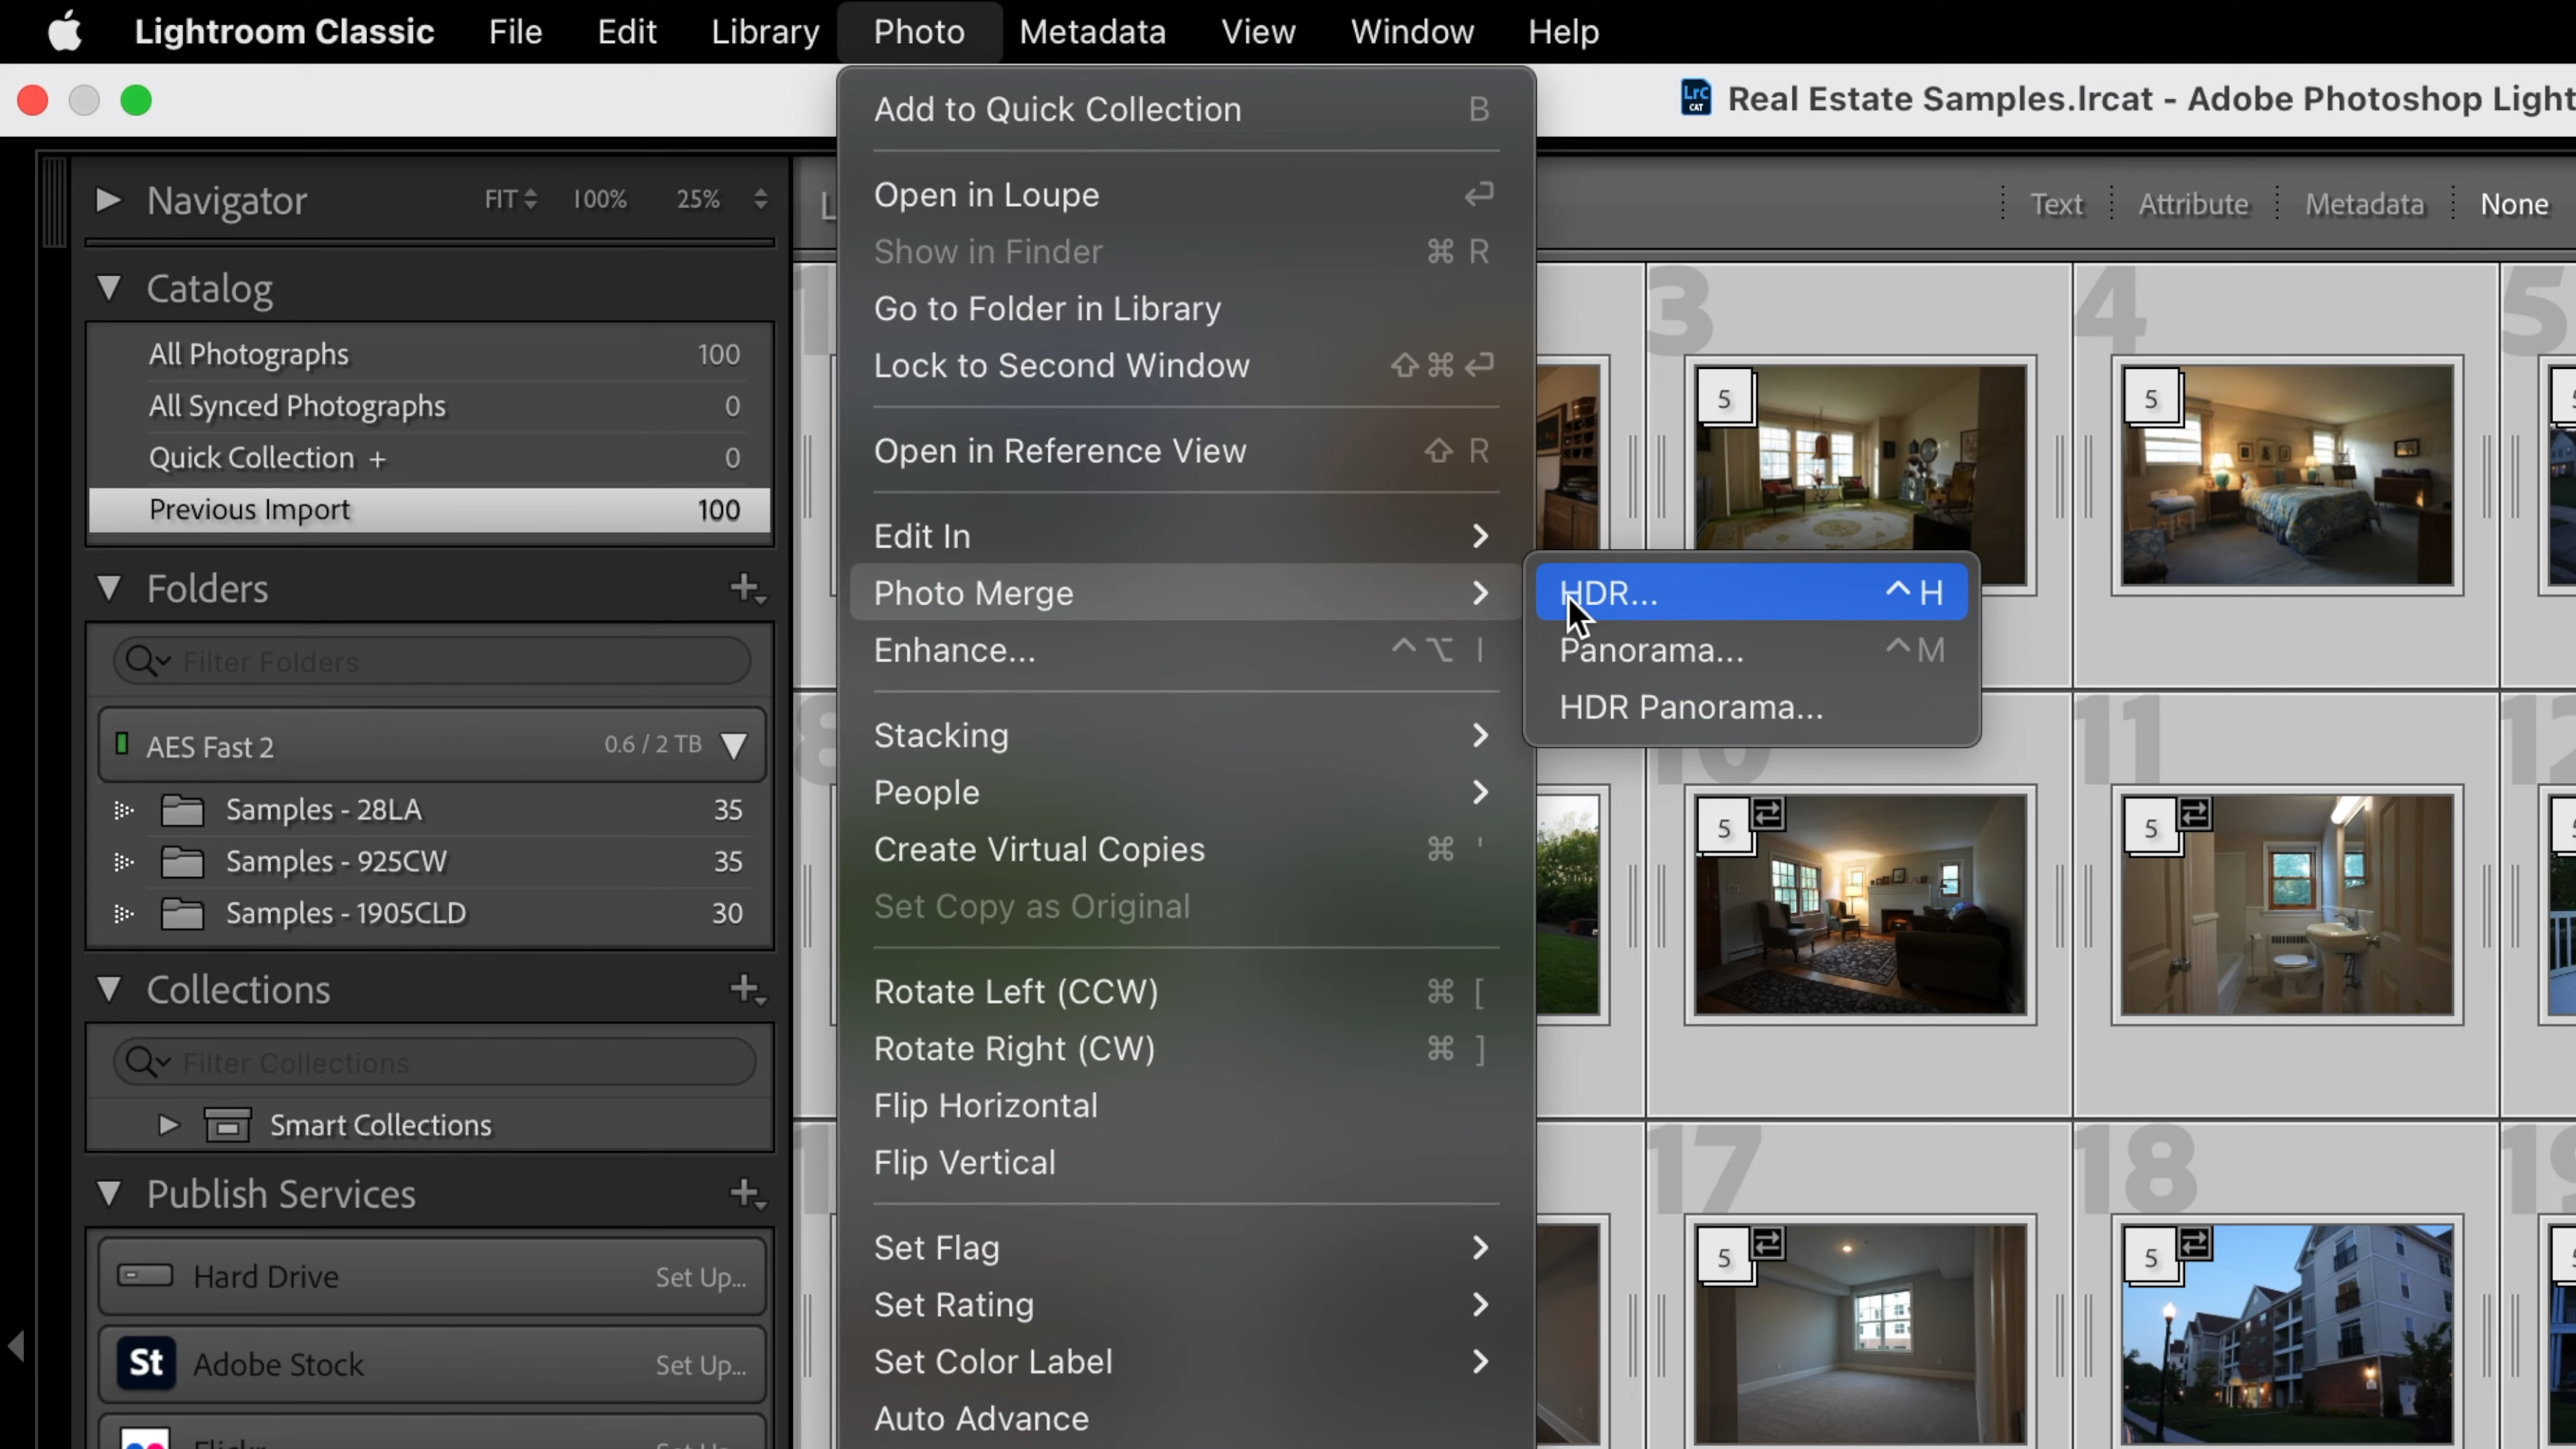 Lightroom Classic File Edit Library Photo Metadata View Window Help
LrC CAT Real Estate Samples.lrcat - Adobe Photoshop Light
Navigator FIT 100% 25%
Catalog
All Photographs 100
All Synced Photographs 0
Quick Collection + 0
Previous Import 100
Folders
Filter Folders
AES Fast 2 0.6 / 2 TB
Samples - 28LA 35
Samples - 925CW 35
Samples - 1905CLD 30
Collections
Filter Collections
Smart Collections
Publish Services
Hard Drive Set Up...
St Adobe Stock Set Up...
Add to Quick Collection B
Open in Loupe ⏎
Show in Finder ⌘ R
Go to Folder in Library
Lock to Second Window ⇧ ⌘ ⏎
Open in Reference View ⇧ R
Edit In
Photo Merge
Enhance... ^ ⌥ I
Stacking
People
Create Virtual Copies ⌘ '
Set Copy as Original
Rotate Left (CCW) ⌘ [
Rotate Right (CW) ⌘ ]
Flip Horizontal
Flip Vertical
Set Flag
Set Rating
Set Color Label
Auto Advance
HDR... ^ H
Panorama... ^ M
HDR Panorama...
Text Attribute Metadata None
3 4 5
5 5
8 10 11 12
5 5
17 18 19
5 5